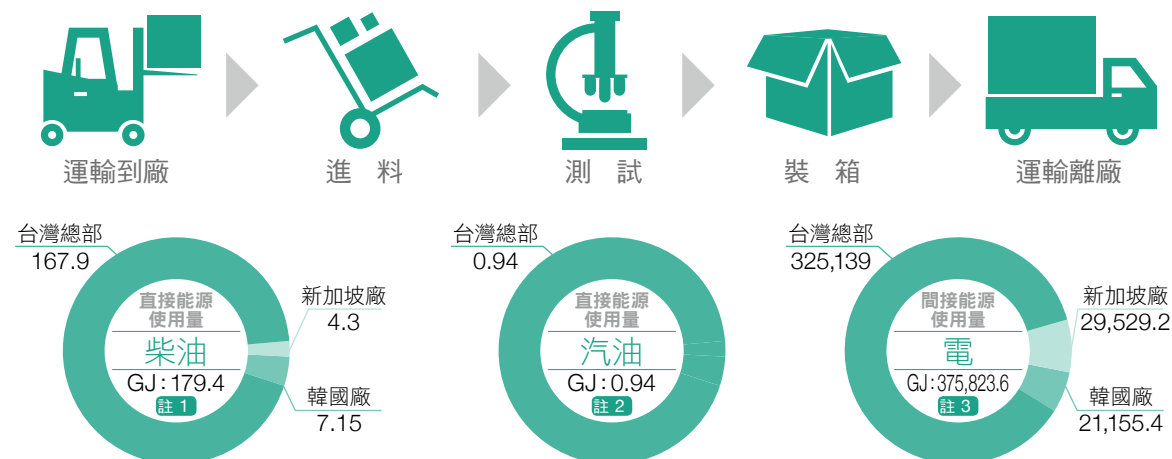 運輸到廠
進 料
測 試
裝 箱
運輸離廠
台灣總部
167.9
直接能源
使用量
柴油
GJ:179.4
註 1
新加坡廠
4.3
韓國廠
7.15
台灣總部
0.94
直接能源
使用量
汽油
GJ:0.94
註 2
台灣總部
325,139
間接能源
使用量
電
GJ:375,823.6
註 3
新加坡廠
29,529.2
韓國廠
21,155.4